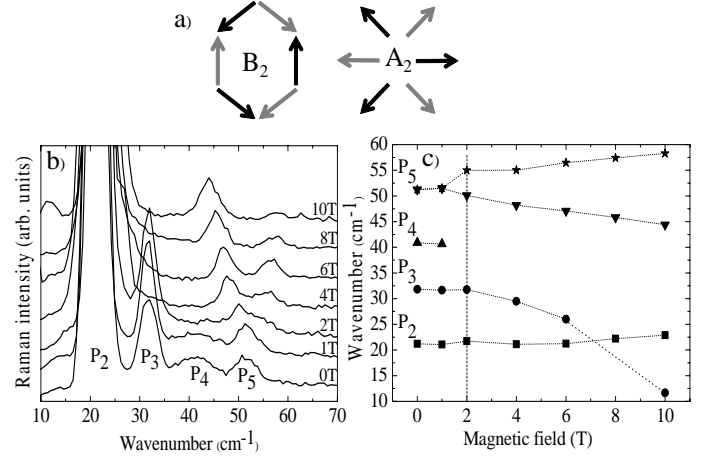 a)
B2
A2
b)
Raman intensity (arb. units)
10T
8T
6T
4T
2T
1T
0T
P2
P3
P4
P5
10 20 30 40 50 60 70
Wavenumber (cm-1)
c)
Wavenumber (cm-1)
60
55
50
45
40
35
30
25
20
15
10
P5
P4
P3
P2
0 2 4 6 8 10
Magnetic field (T)